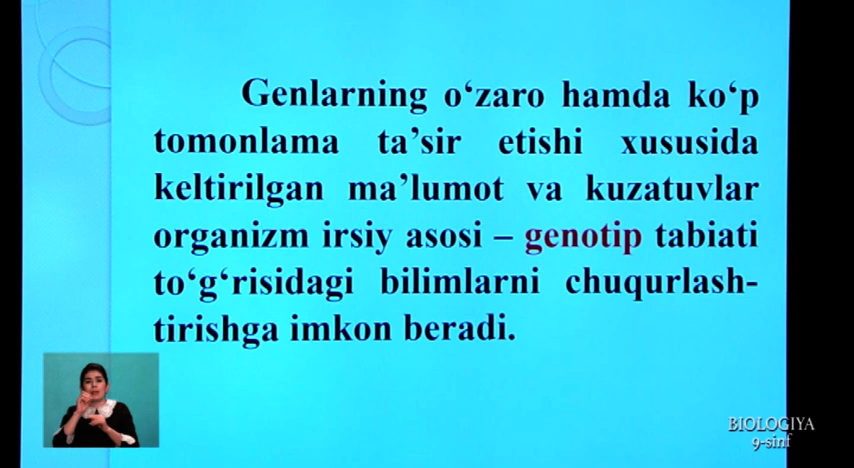 Genlarning o‘zaro hamda ko‘p
tomonlama ta’sir etishi xususida
keltirilgan ma’lumot va kuzatuvlar
organizm irsiy asosi – genotip tabiati
to‘g‘risidagi bilimlarni chuqurlash-
tirishga imkon beradi.
BIOLOGIYA
9-sinf